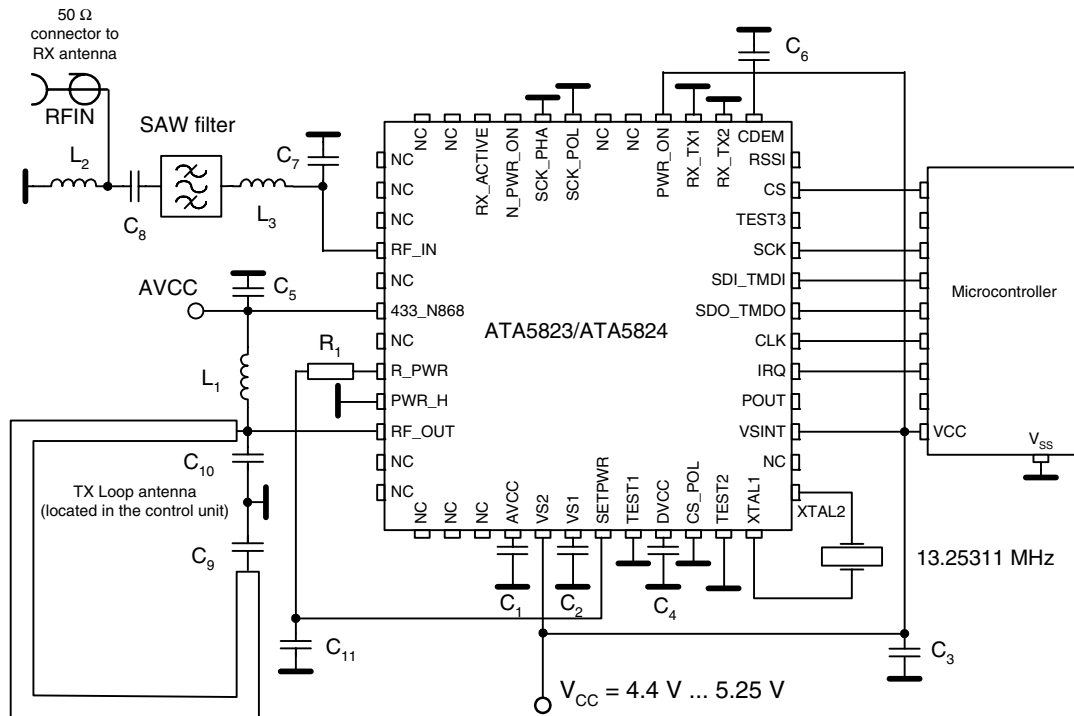 50 Ω
connector to
RX antenna
RFIN
SAW filter
L2
C8
L3
C7
C6
AVCC
C5
L1
R1
C10
TX Loop antenna
(located in the control unit)
C9
C11
NC
NC
RX_ACTIVE
N_PWR_ON
SCK_PHA
SCK_POL
NC
NC
PWR_ON
RX_TX1
RX_TX2
CDEM
NC
NC
NC
RF_IN
NC
433_N868
NC
R_PWR
PWR_H
RF_OUT
NC
NC
ATA5823/ATA5824
RSSI
CS
TEST3
SCK
SDI_TMDI
SDO_TMDO
CLK
IRQ
POUT
VSINT
NC
XTAL2
NC
NC
NC
AVCC
VS2
VS1
SETPWR
TEST1
DVCC
CS_POL
TEST2
XTAL1
Microcontroller
VCC
VSS
13.25311 MHz
C1
C2
C4
C3
VCC = 4.4 V ... 5.25 V